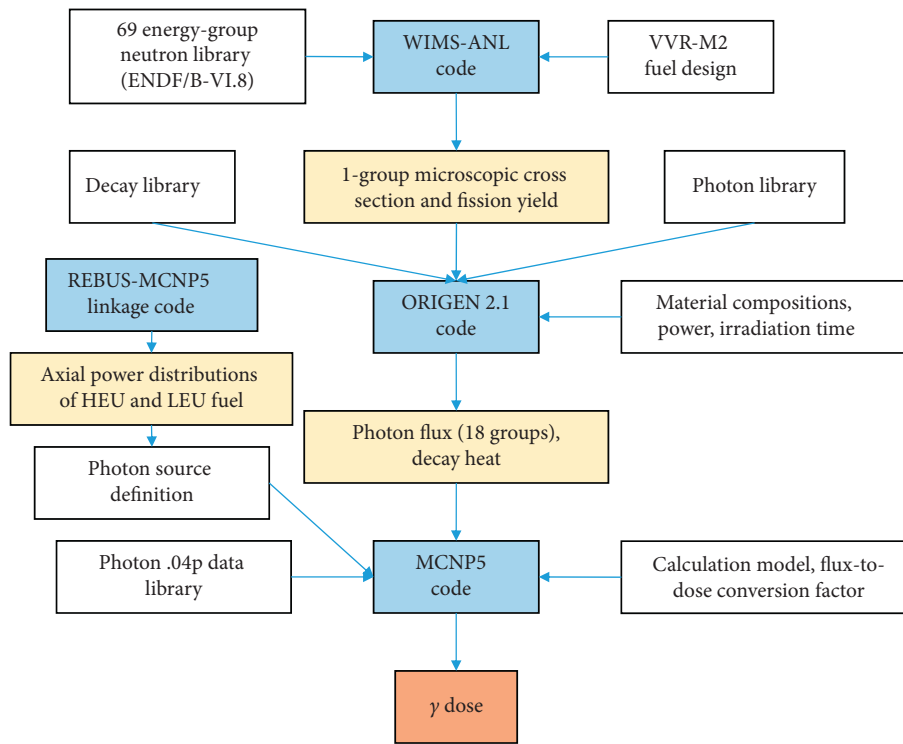 69 energy-group
neutron library
(ENDF/B-VI.8)
WIMS-ANL
code
VVR-M2
fuel design
Decay library
1-group microscopic cross
section and fission yield
Photon library
REBUS-MCNP5
linkage code
ORIGEN 2.1
code
Material compositions,
power, irradiation time
Axial power distributions
of HEU and LEU fuel
Photon flux (18 groups),
decay heat
Photon source
definition
Photon .04p data
library
MCNP5
code
Calculation model, flux-to-
dose conversion factor
γ dose